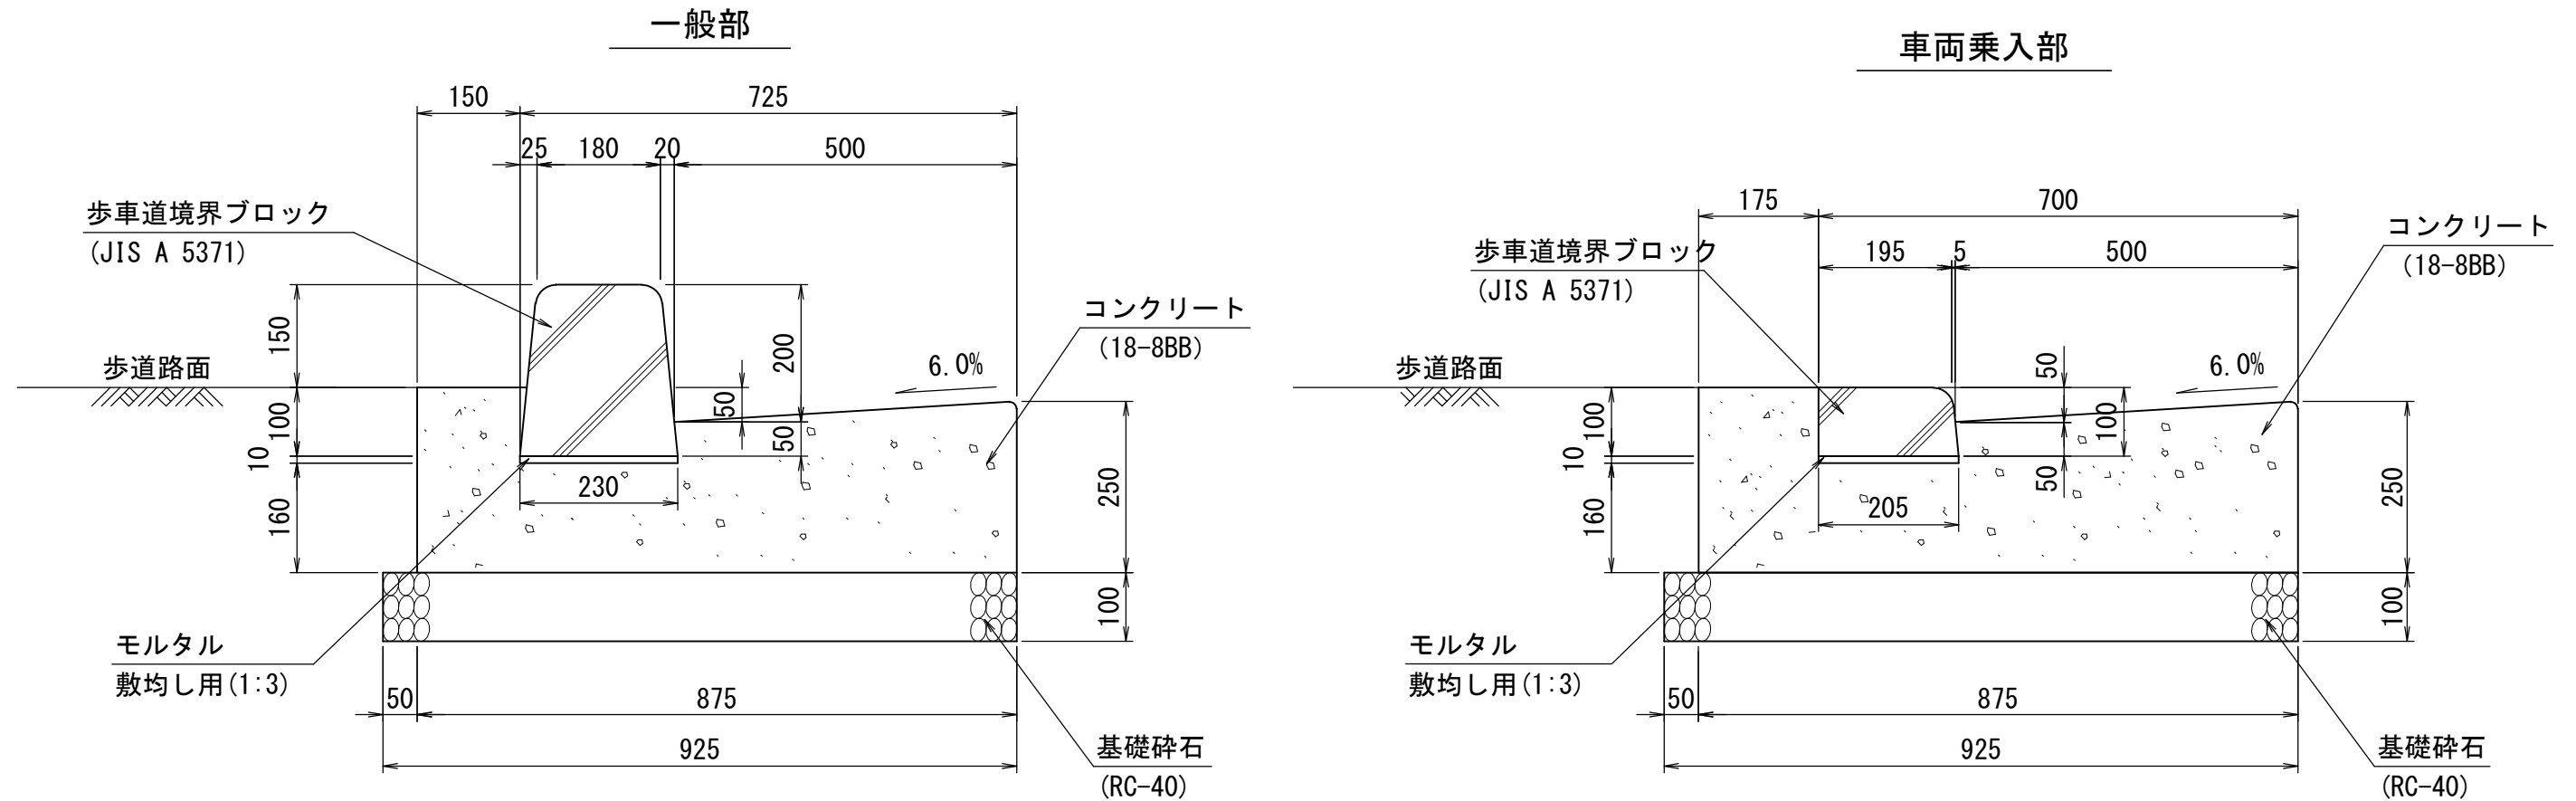 一般部
150
725
25
180
20
500
歩車道境界ブロック
(JIS A 5371)
コンクリート
(18-8BB)
歩道路面
6.0%
150
100
10
160
200
50
50
230
250
100
モルタル
敷均し用(1:3)
50
875
925
基礎砕石
(RC-40)
車両乗入部
175
700
195
5
500
歩車道境界ブロック
(JIS A 5371)
コンクリート
(18-8BB)
歩道路面
6.0%
100
10
160
50
100
50
205
250
100
モルタル
敷均し用(1:3)
50
875
925
基礎砕石
(RC-40)